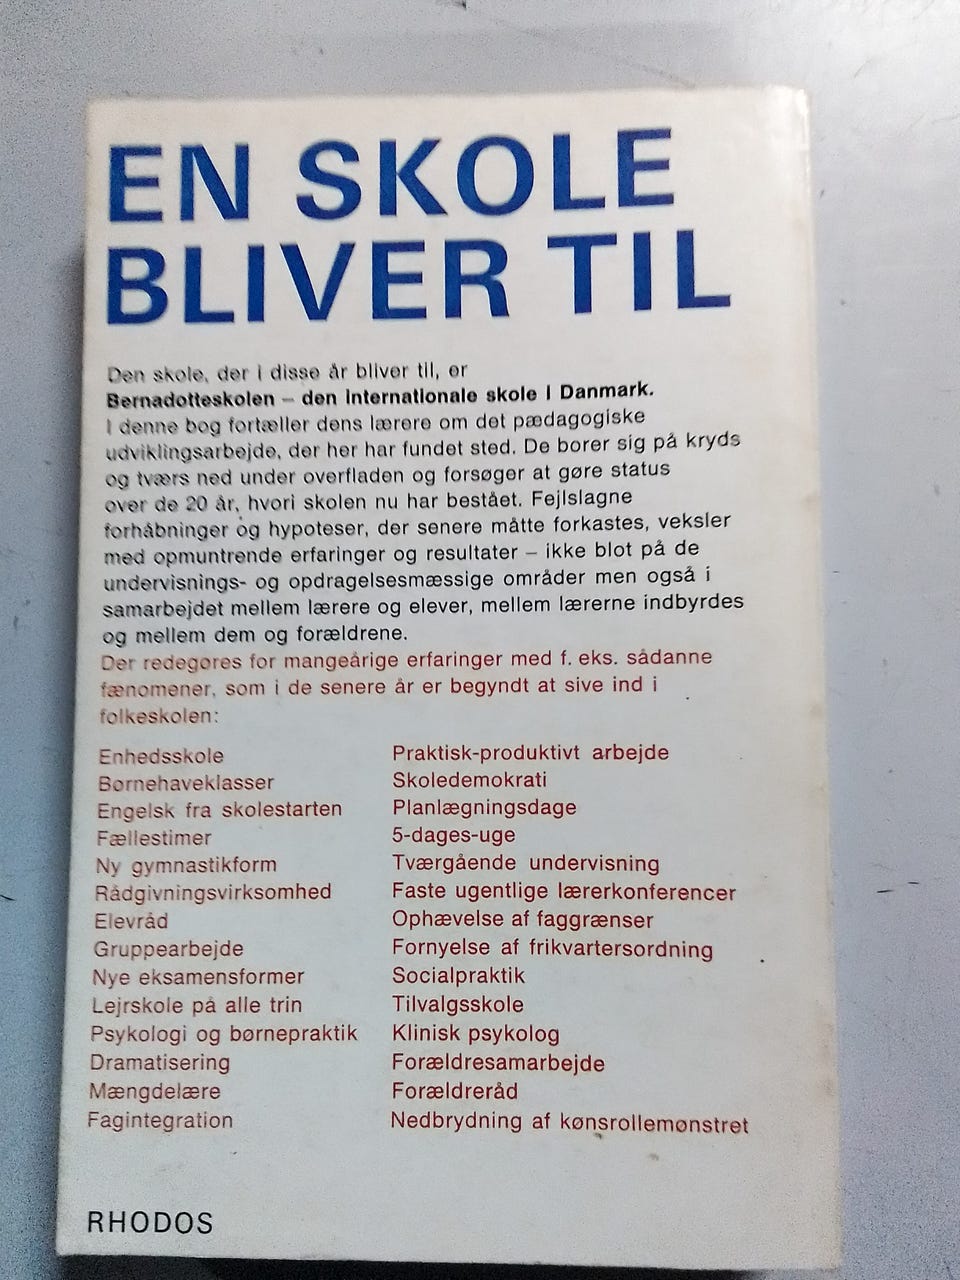 EN SKOLE
BLIVER TIL
Den skole, der i disse år bliver til, er
Bernadotteskolen – den internationale skole i Danmark.
I denne bog fortæller dens lærere om det pædagogiske
udviklingsarbejde, der her har fundet sted. De borer sig på kryds
og tværs ned under overfladen og forsøger at gøre status
over de 20 år, hvori skolen nu har bestået. Fejlslagne
forhåbninger og hypoteser, der senere måtte forkastes, veksler
med opmuntrende erfaringer og resultater – ikke blot på de
undervisnings- og opdragelsesmæssige områder men også i
samarbejdet mellem lærere og elever, mellem lærerne indbyrdes
og mellem dem og forældrene.
Der redegøres for mangeårige erfaringer med f. eks. sådanne
fænomener, som i de senere år er begyndt at sive ind i
folkeskolen:
Enhedsskole
Børnehaveklasser
Engelsk fra skolestarten
Fællestimer
Ny gymnastikform
Rådgivningsvirksomhed
Elevråd
Gruppearbejde
Nye eksamensformer
Lejrskole på alle trin
Psykologi og børnepraktik
Dramatisering
Mængdelære
Fagintegration
Praktisk-produktivt arbejde
Skoledemokrati
Planlægningsdage
5-dages-uge
Tværgående undervisning
Faste ugentlige lærerkonferencer
Ophævelse af faggrænser
Fornyelse af frikvartersordning
Socialpraktik
Tilvalgsskole
Klinisk psykolog
Forældresamarbejde
Forældreråd
Nedbrydning af kønsrollemønstret
RHODOS